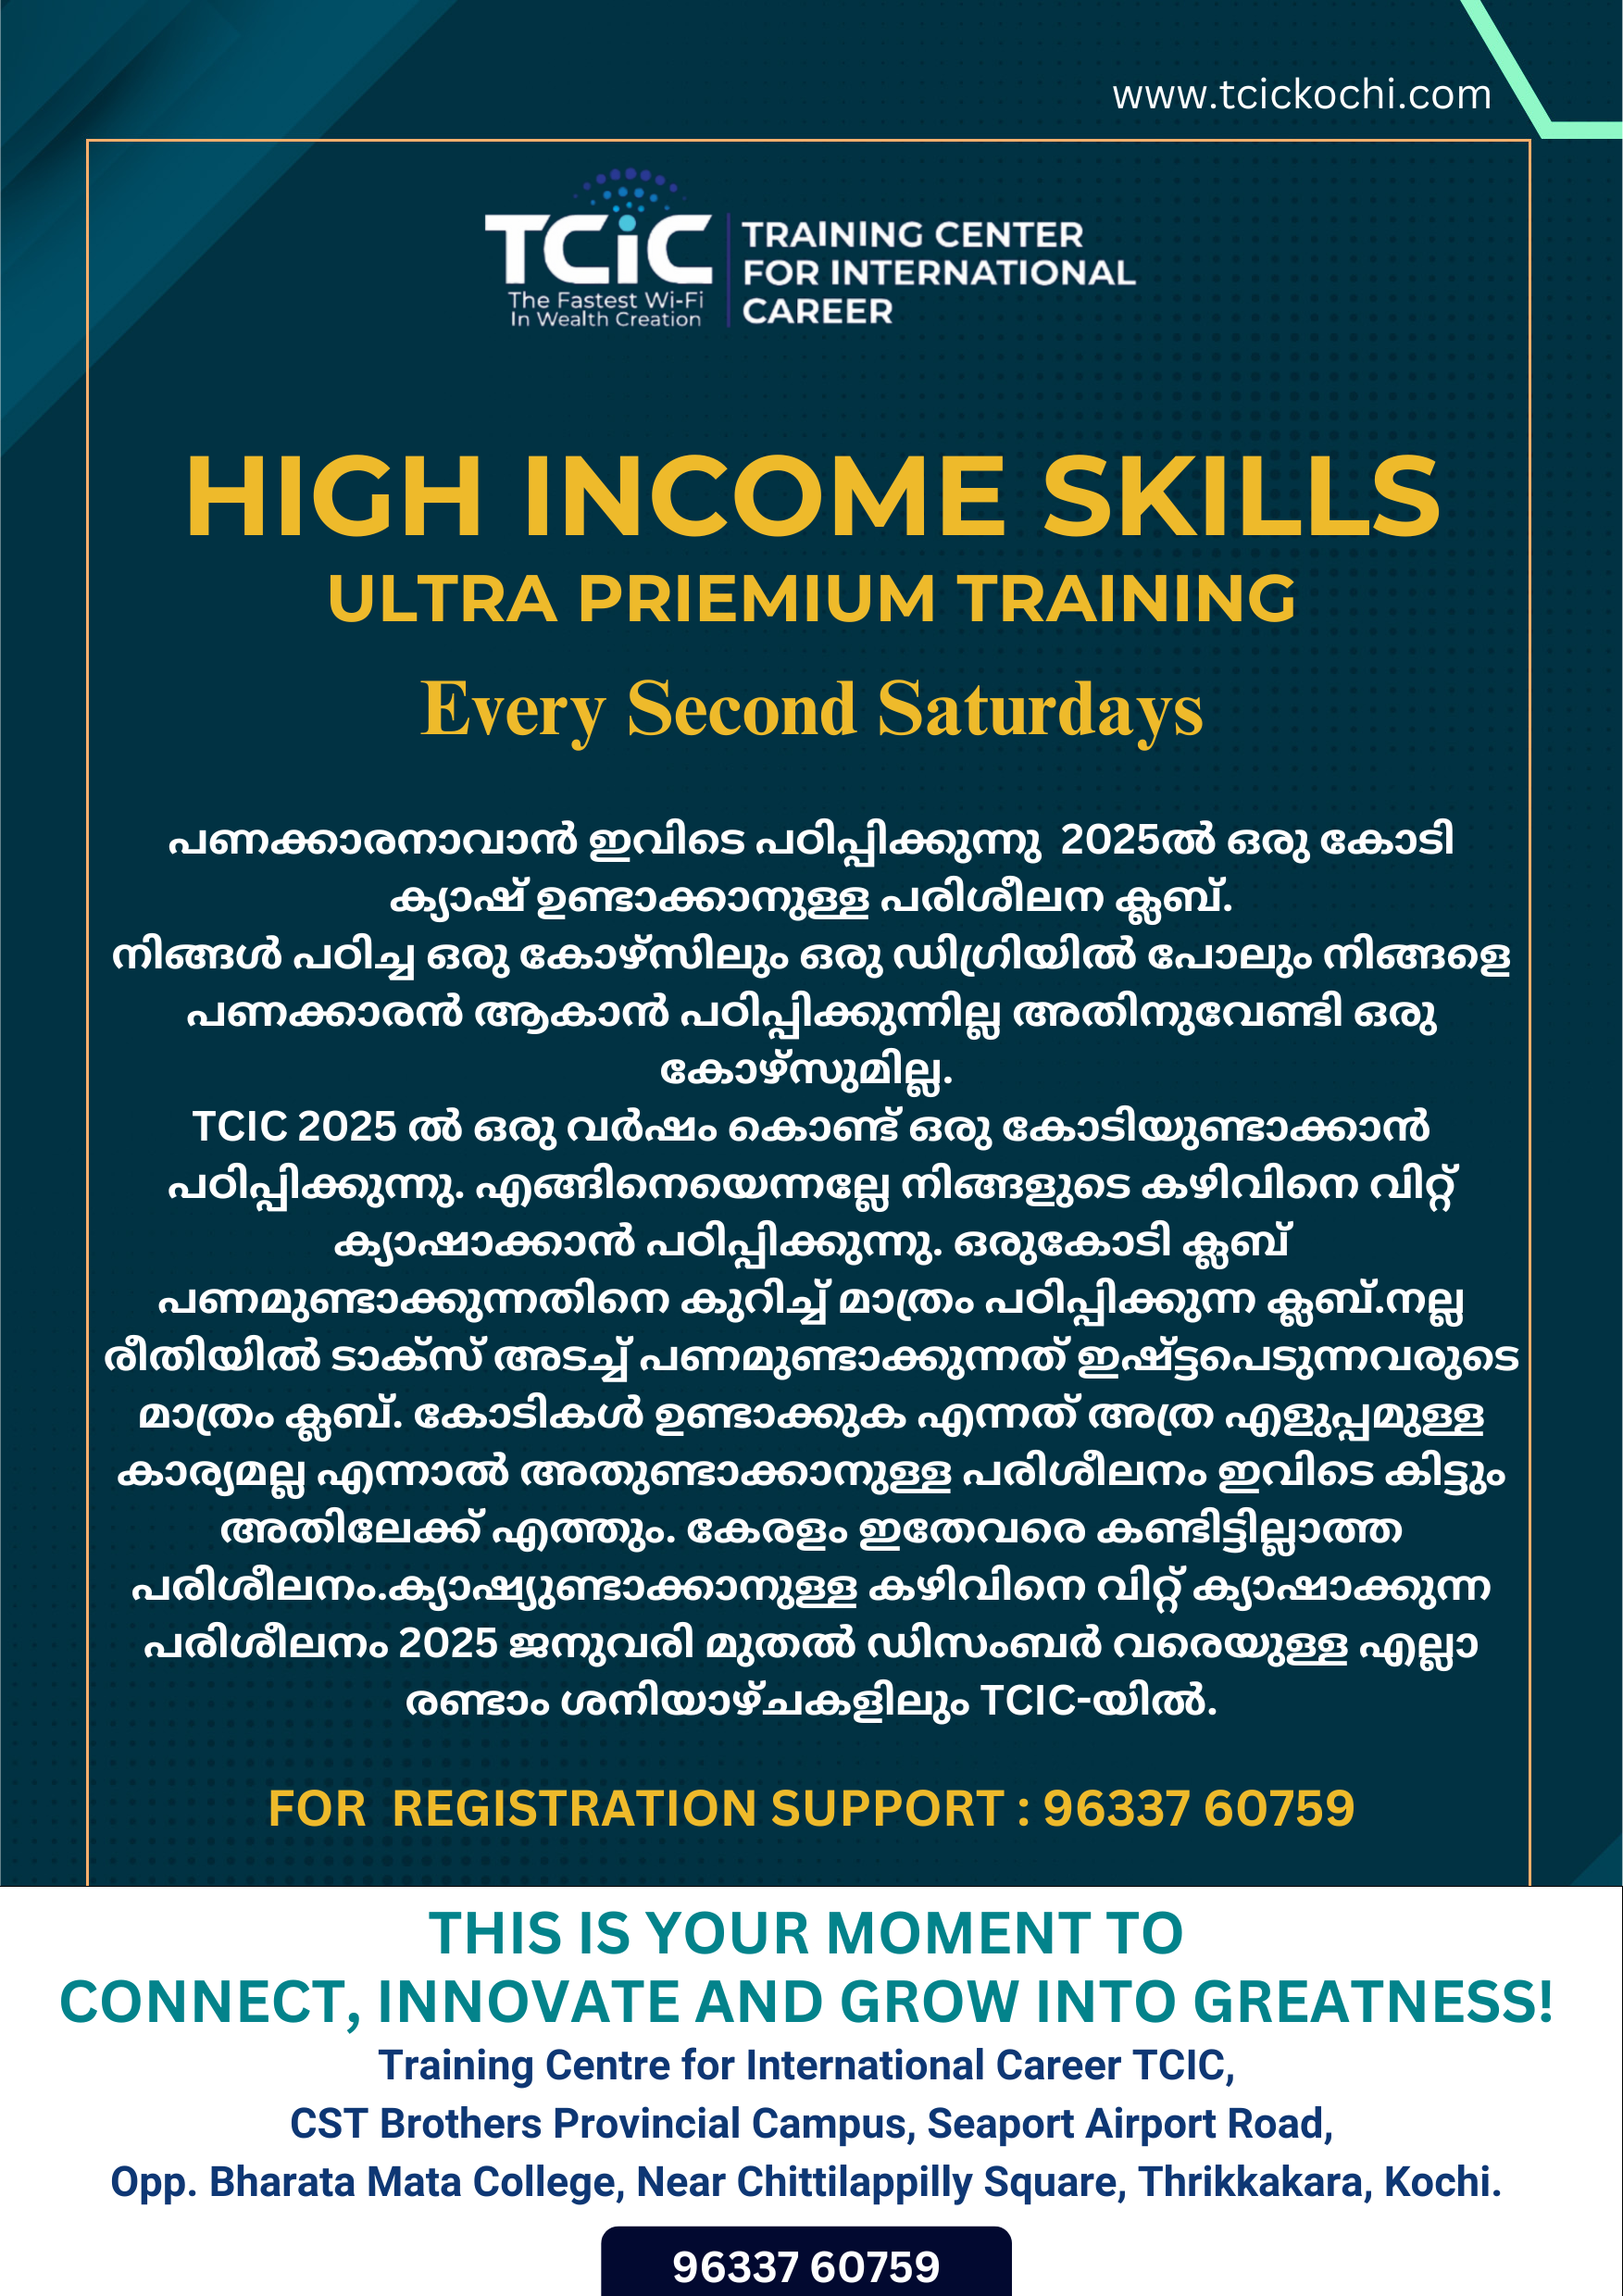 www.tcickochi.com
TCiC
The Fastest Wi-Fi
In Wealth Creation
TRAINING CENTER
FOR INTERNATIONAL
CAREER
HIGH INCOME SKILLS
ULTRA PRIEMIUM TRAINING
Every Second Saturdays
പണക്കാരനാവാൻ ഇവിടെ പഠിപ്പിക്കുന്നു 2025ൽ ഒരു കോടി
ക്യാഷ് ഉണ്ടാക്കാനുള്ള പരിശീലന ക്ലബ്.
നിങ്ങൾ പഠിച്ച ഒരു കോഴ്സിലും ഒരു ഡിഗ്രിയിൽ പോലും നിങ്ങളെ
പണക്കാരൻ ആകാൻ പഠിപ്പിക്കുന്നില്ല അതിനുവേണ്ടി ഒരു
കോഴ്സുമില്ല.
TCIC 2025 ൽ ഒരു വർഷം കൊണ്ട് ഒരു കോടിയുണ്ടാക്കാൻ
പഠിപ്പിക്കുന്നു. എങ്ങിനെയെന്നല്ലേ നിങ്ങളുടെ കഴിവിനെ വിറ്റ്
ക്യാഷാക്കാൻ പഠിപ്പിക്കുന്നു. ഒരുകോടി ക്ലബ്
പണമുണ്ടാക്കുന്നതിനെ കുറിച്ച് മാത്രം പഠിപ്പിക്കുന്ന ക്ലബ്.നല്ല
രീതിയിൽ ടാക്സ് അടച്ച് പണമുണ്ടാക്കുന്നത് ഇഷ്ട്ടപെടുന്നവരുടെ
മാത്രം ക്ലബ്. കോടികൾ ഉണ്ടാക്കുക എന്നത് അത്ര എളുപ്പമുള്ള
കാര്യമല്ല എന്നാൽ അതുണ്ടാക്കാനുള്ള പരിശീലനം ഇവിടെ കിട്ടും
അതിലേക്ക് എത്തും. കേരളം ഇതേവരെ കണ്ടിട്ടില്ലാത്ത
പരിശീലനം.ക്യാഷ്യുണ്ടാക്കാനുള്ള കഴിവിനെ വിറ്റ് ക്യാഷാക്കുന്ന
പരിശീലനം 2025 ജനുവരി മുതൽ ഡിസംബർ വരെയുള്ള എല്ലാ
രണ്ടാം ശനിയാഴ്ചകളിലും TCIC-യിൽ.
FOR REGISTRATION SUPPORT : 96337 60759
THIS IS YOUR MOMENT TO
CONNECT, INNOVATE AND GROW INTO GREATNESS!
Training Centre for International Career TCIC,
CST Brothers Provincial Campus, Seaport Airport Road,
Opp. Bharata Mata College, Near Chittilappilly Square, Thrikkakara, Kochi.
96337 60759